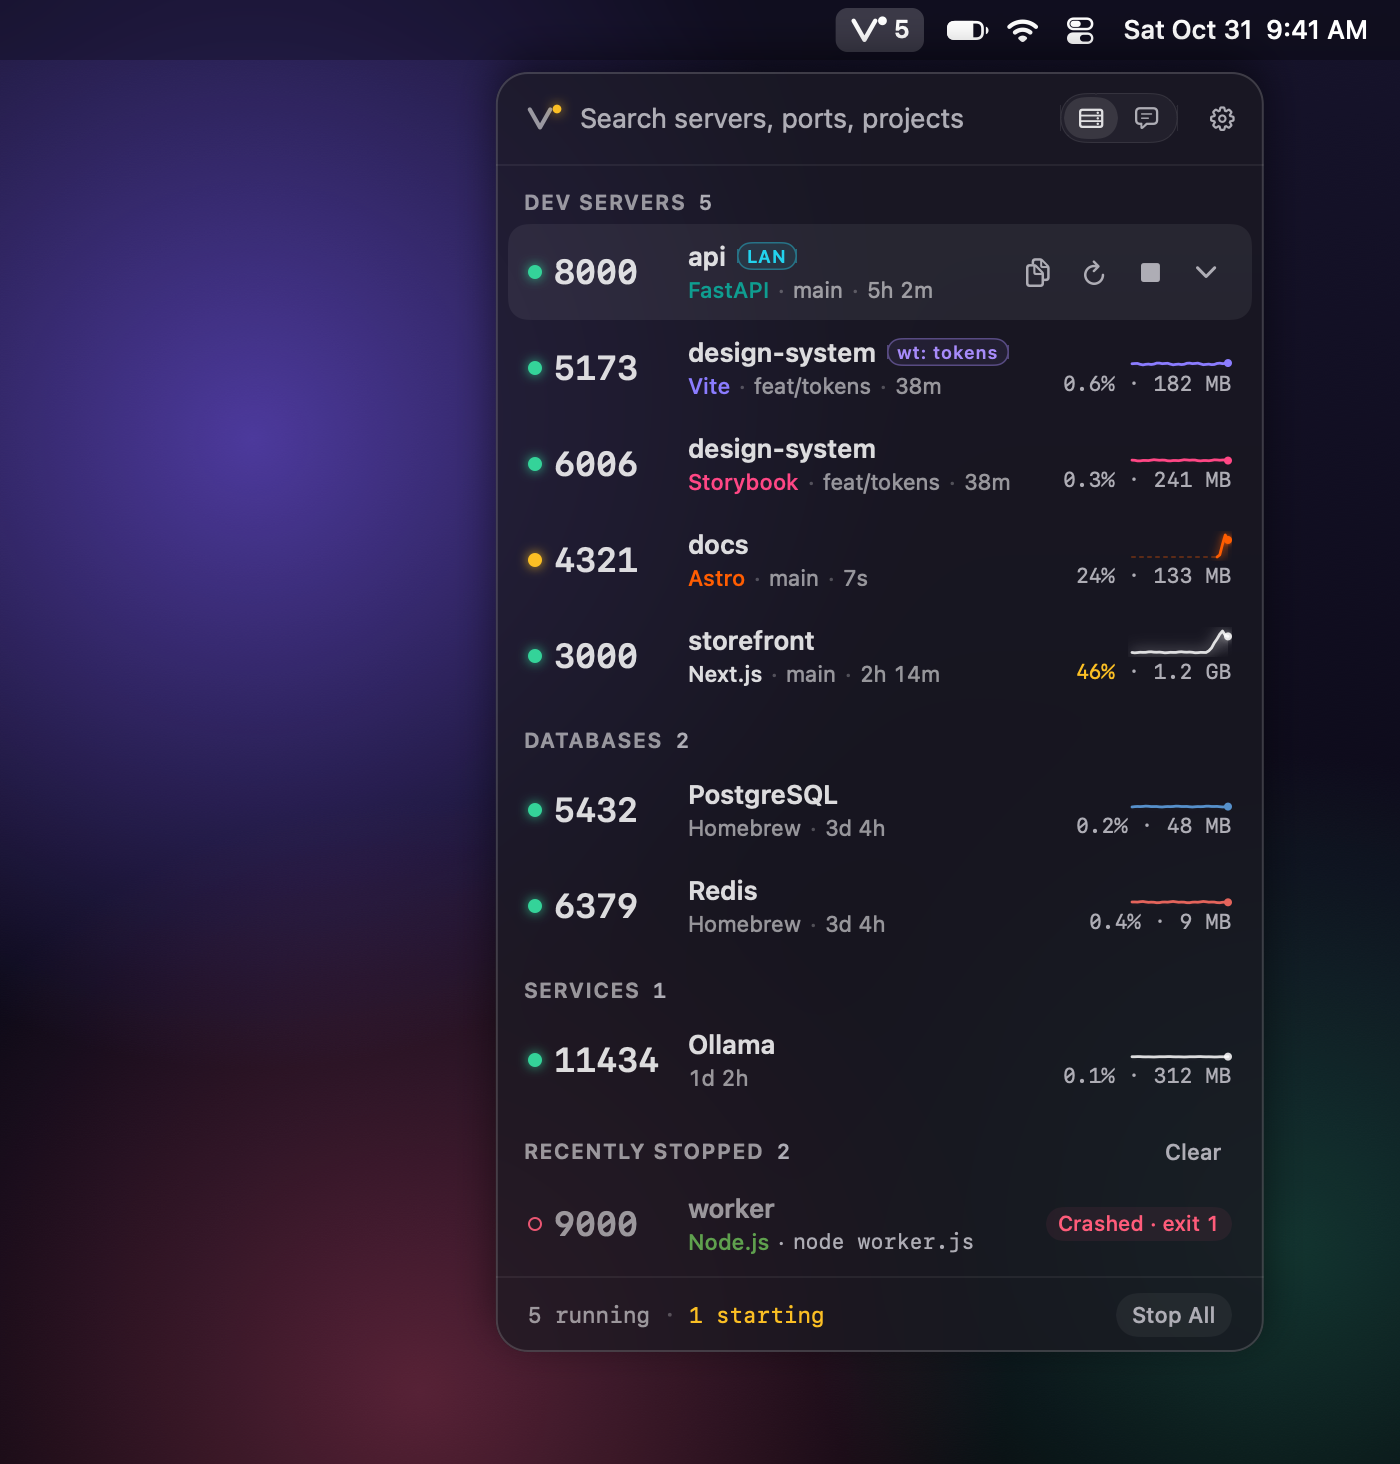 5 Sat Oct 31 9:41 AM
Search servers, ports, projects
DEV SERVERS 5
8000
api LAN
FastAPI · main · 5h 2m
5173
design-system wt: tokens
Vite · feat/tokens · 38m
0.6% · 182 MB
6006
design-system
Storybook · feat/tokens · 38m
0.3% · 241 MB
4321
docs
Astro · main · 7s
24% · 133 MB
3000
storefront
Next.js · main · 2h 14m
46% · 1.2 GB
DATABASES 2
5432
PostgreSQL
Homebrew · 3d 4h
0.2% · 48 MB
6379
Redis
Homebrew · 3d 4h
0.4% · 9 MB
SERVICES 1
11434
Ollama
1d 2h
0.1% · 312 MB
RECENTLY STOPPED 2 Clear
9000
worker
Node.js · node worker.js
Crashed · exit 1
5 running · 1 starting Stop All